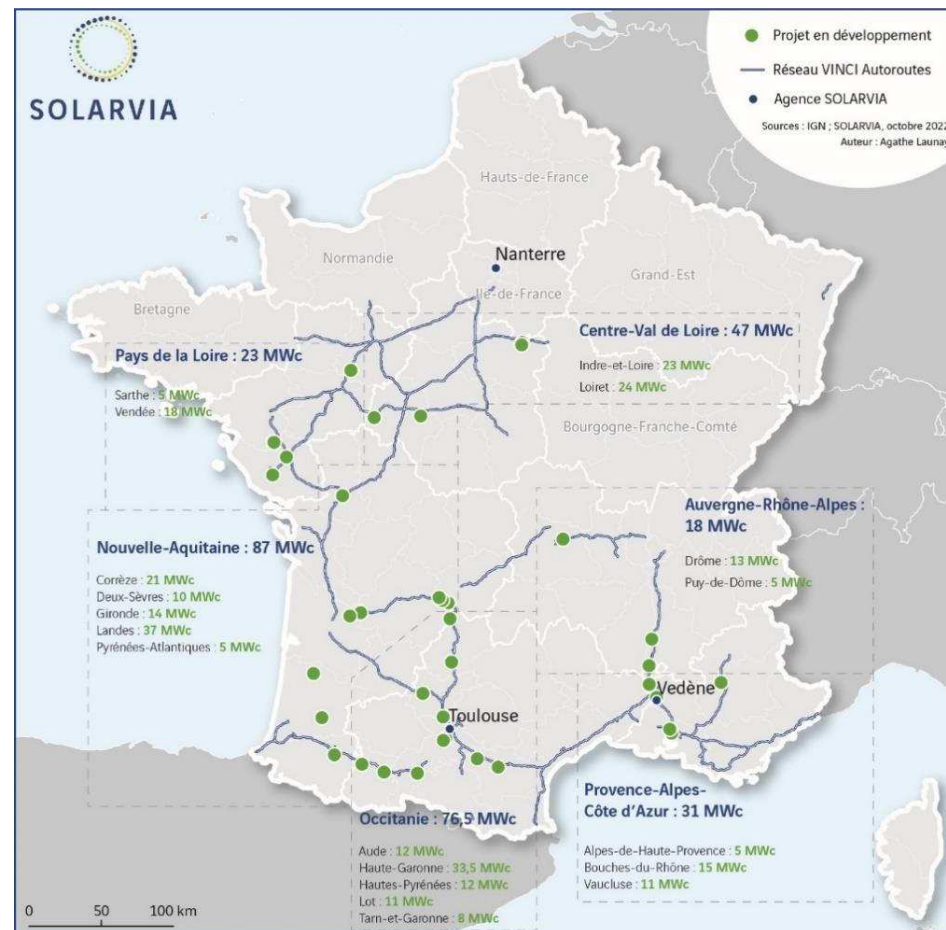 SOLARVIA
Projet en développement
Réseau VINCI Autoroutes
Agence SOLARVIA
Sources : IGN ; SOLARVIA, octobre 2022
Auteur : Agathe Launay
Hauts-de-France
Normandie
Nanterre
Ile-de-France
Grand-Est
Bretagne
Pays de la Loire : 23 MWc
Sarthe : 5 MWc
Vendée : 18 MWc
Centre-Val de Loire : 47 MWc
Indre-et-Loire : 23 MWc
Loiret : 24 MWc
Bourgogne-Franche-Comté
Auvergne-Rhône-Alpes :
18 MWc
Drôme : 13 MWc
Puy-de-Dôme : 5 MWc
Nouvelle-Aquitaine : 87 MWc
Corrèze : 21 MWc
Deux-Sèvres : 10 MWc
Gironde : 14 MWc
Landes : 37 MWc
Pyrénées-Atlantiques : 5 MWc
Vedène
Toulouse
Occitanie : 76,5 MWc
Aude : 12 MWc
Haute-Garonne : 33,5 MWc
Hautes-Pyrénées : 12 MWc
Lot : 11 MWc
Tarn-et-Garonne : 8 MWc
Provence-Alpes-
Côte d'Azur : 31 MWc
Alpes-de-Haute-Provence : 5 MWc
Bouches-du-Rhône : 15 MWc
Vaucluse : 11 MWc
0 50 100 km